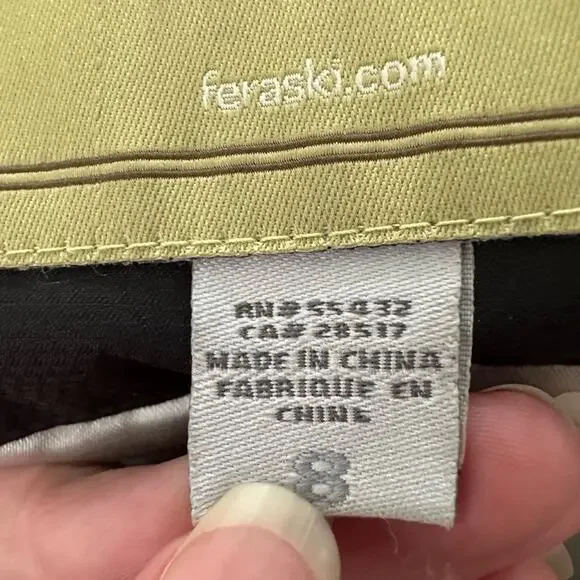 feraski.com
RN# 55432
CA# 28517
MADE IN CHINA
FABRIQUE EN
CHINE
8